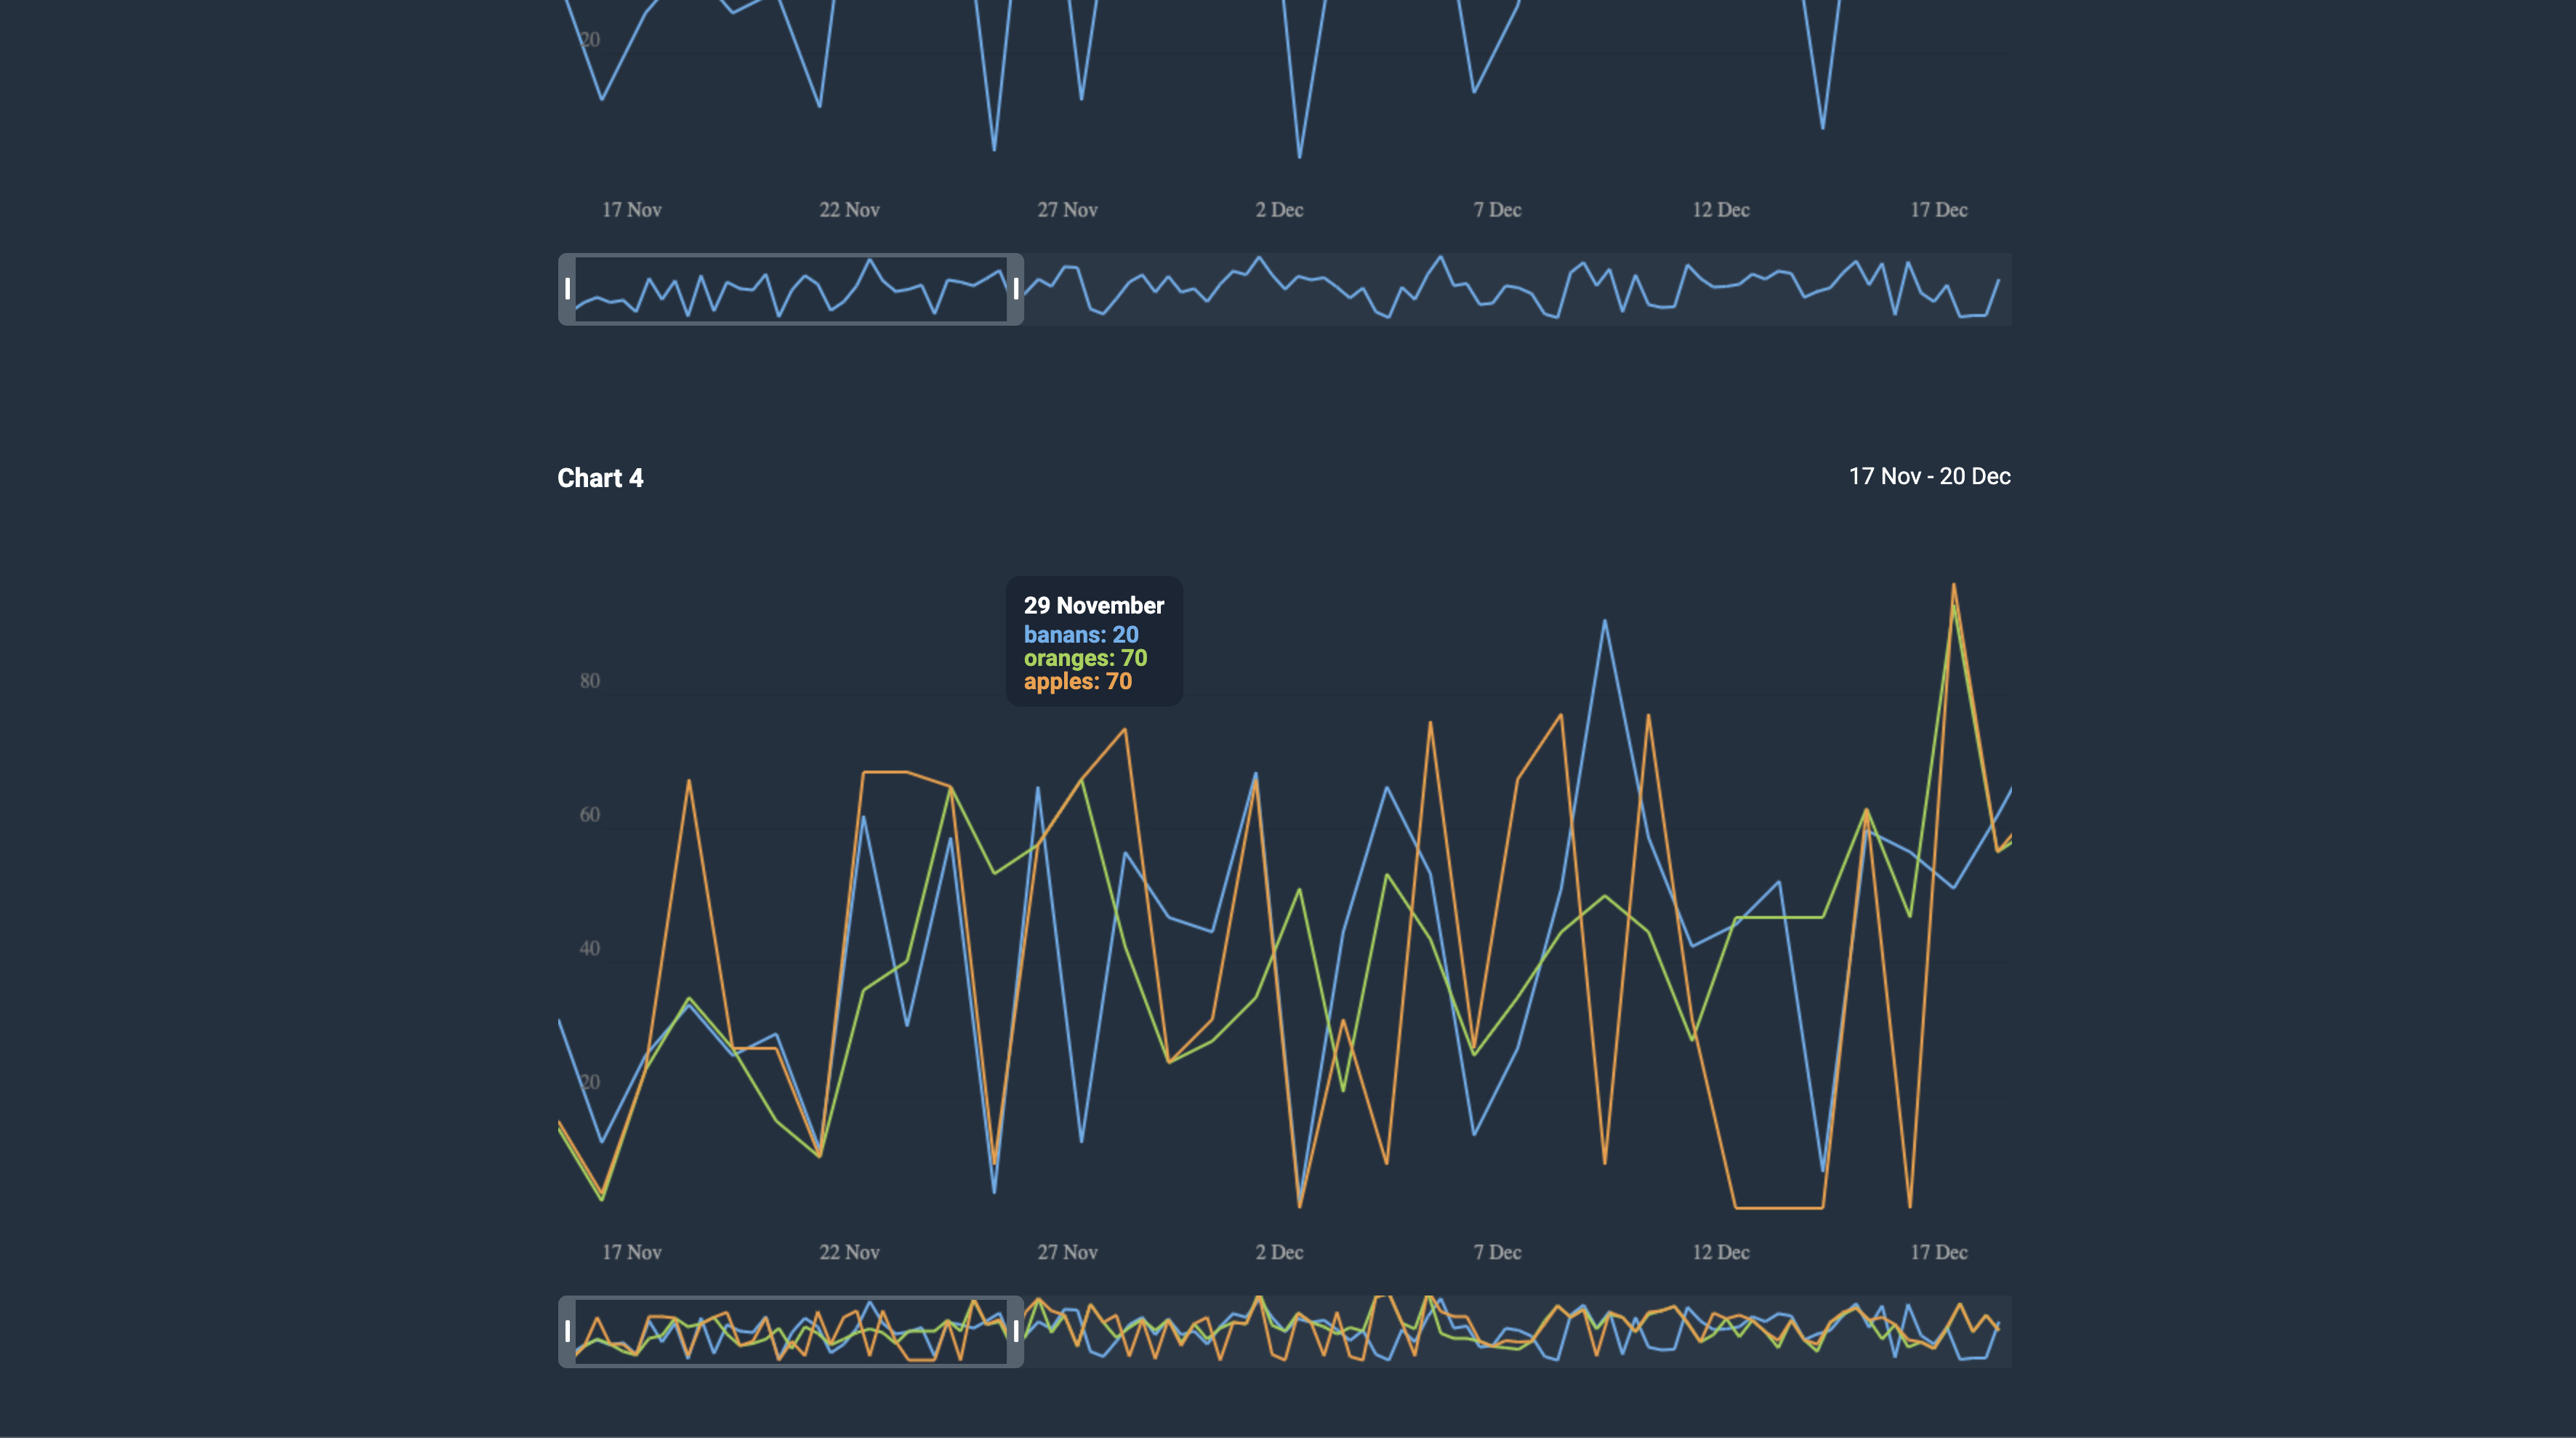 20
17 Nov 22 Nov 27 Nov 2 Dec 7 Dec 12 Dec 17 Dec
Chart 4 17 Nov - 20 Dec
29 November
banans: 20
oranges: 70
apples: 70
80
60
40
20
17 Nov 22 Nov 27 Nov 2 Dec 7 Dec 12 Dec 17 Dec